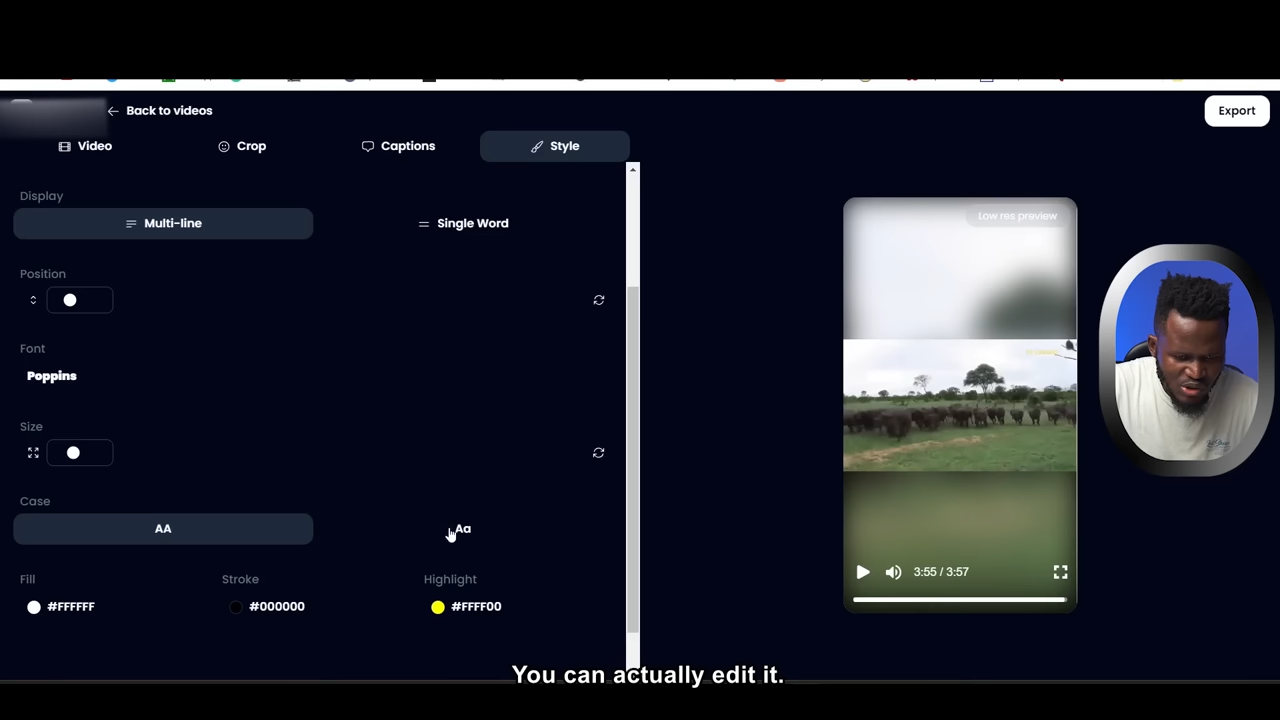 Back to videos
Export
Video
Crop
Captions
Style
Display
Multi-line
Single Word
Low res preview
Position
Font
Poppins
Size
Case
AA
Aa
3:55 / 3:57
Fill
Stroke
Highlight
#FFFFFF
#000000
#FFFF00
You can actually edit it.